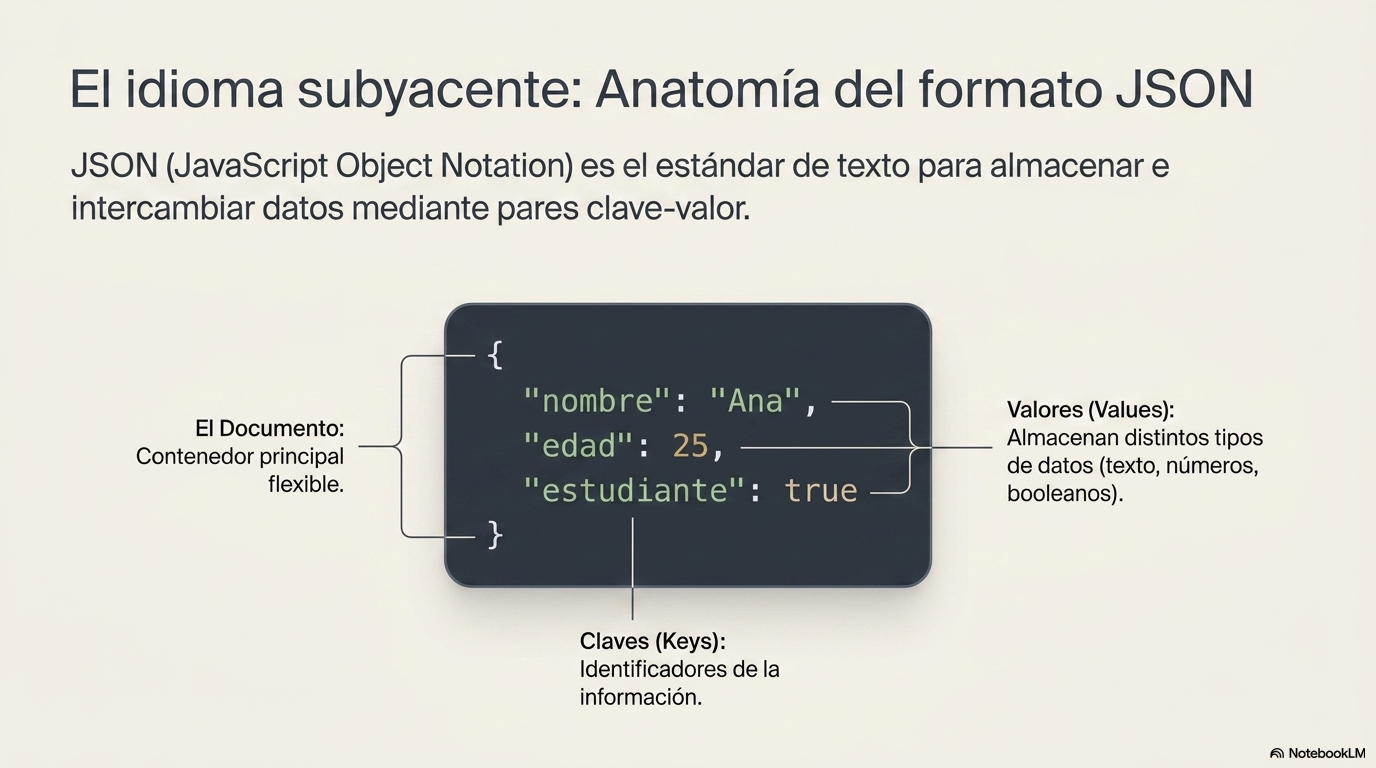 El idioma subyacente: Anatomía del formato JSON
JSON (JavaScript Object Notation) es el estándar de texto para almacenar e
intercambiar datos mediante pares clave-valor.
{
"nombre": "Ana",
"edad": 25,
"estudiante": true
}
El Documento:
Contenedor principal
flexible.
Valores (Values):
Almacenan distintos tipos
de datos (texto, números,
booleanos).
Claves (Keys):
Identificadores de la
información.
NotebookLM